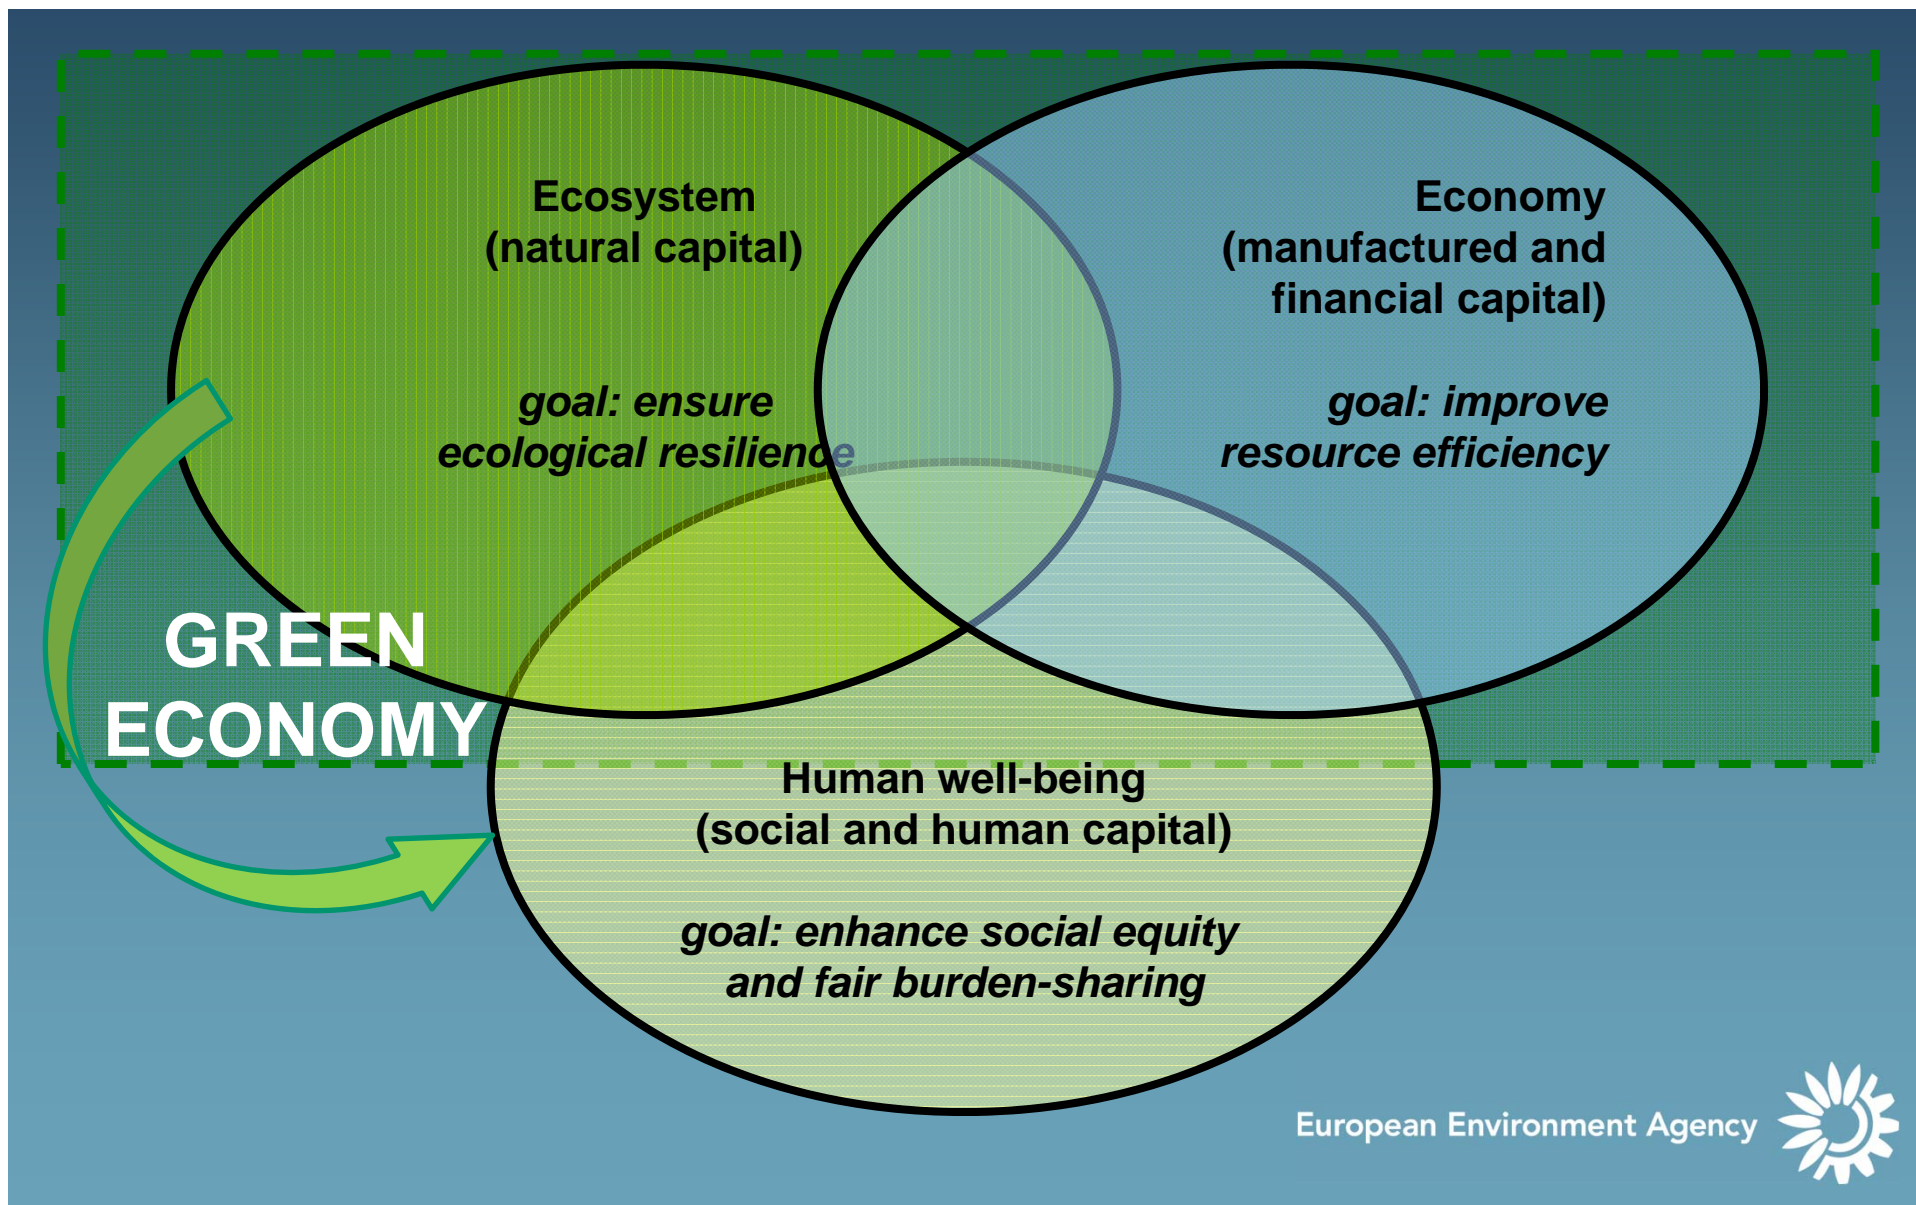 Ecosystem
(natural capital)
goal: ensure
ecological resilience
Economy
(manufactured and
financial capital)
goal: improve
resource efficiency
GREEN
ECONOMY
Human well-being
(social and human capital)
goal: enhance social equity
and fair burden-sharing
European Environment Agency